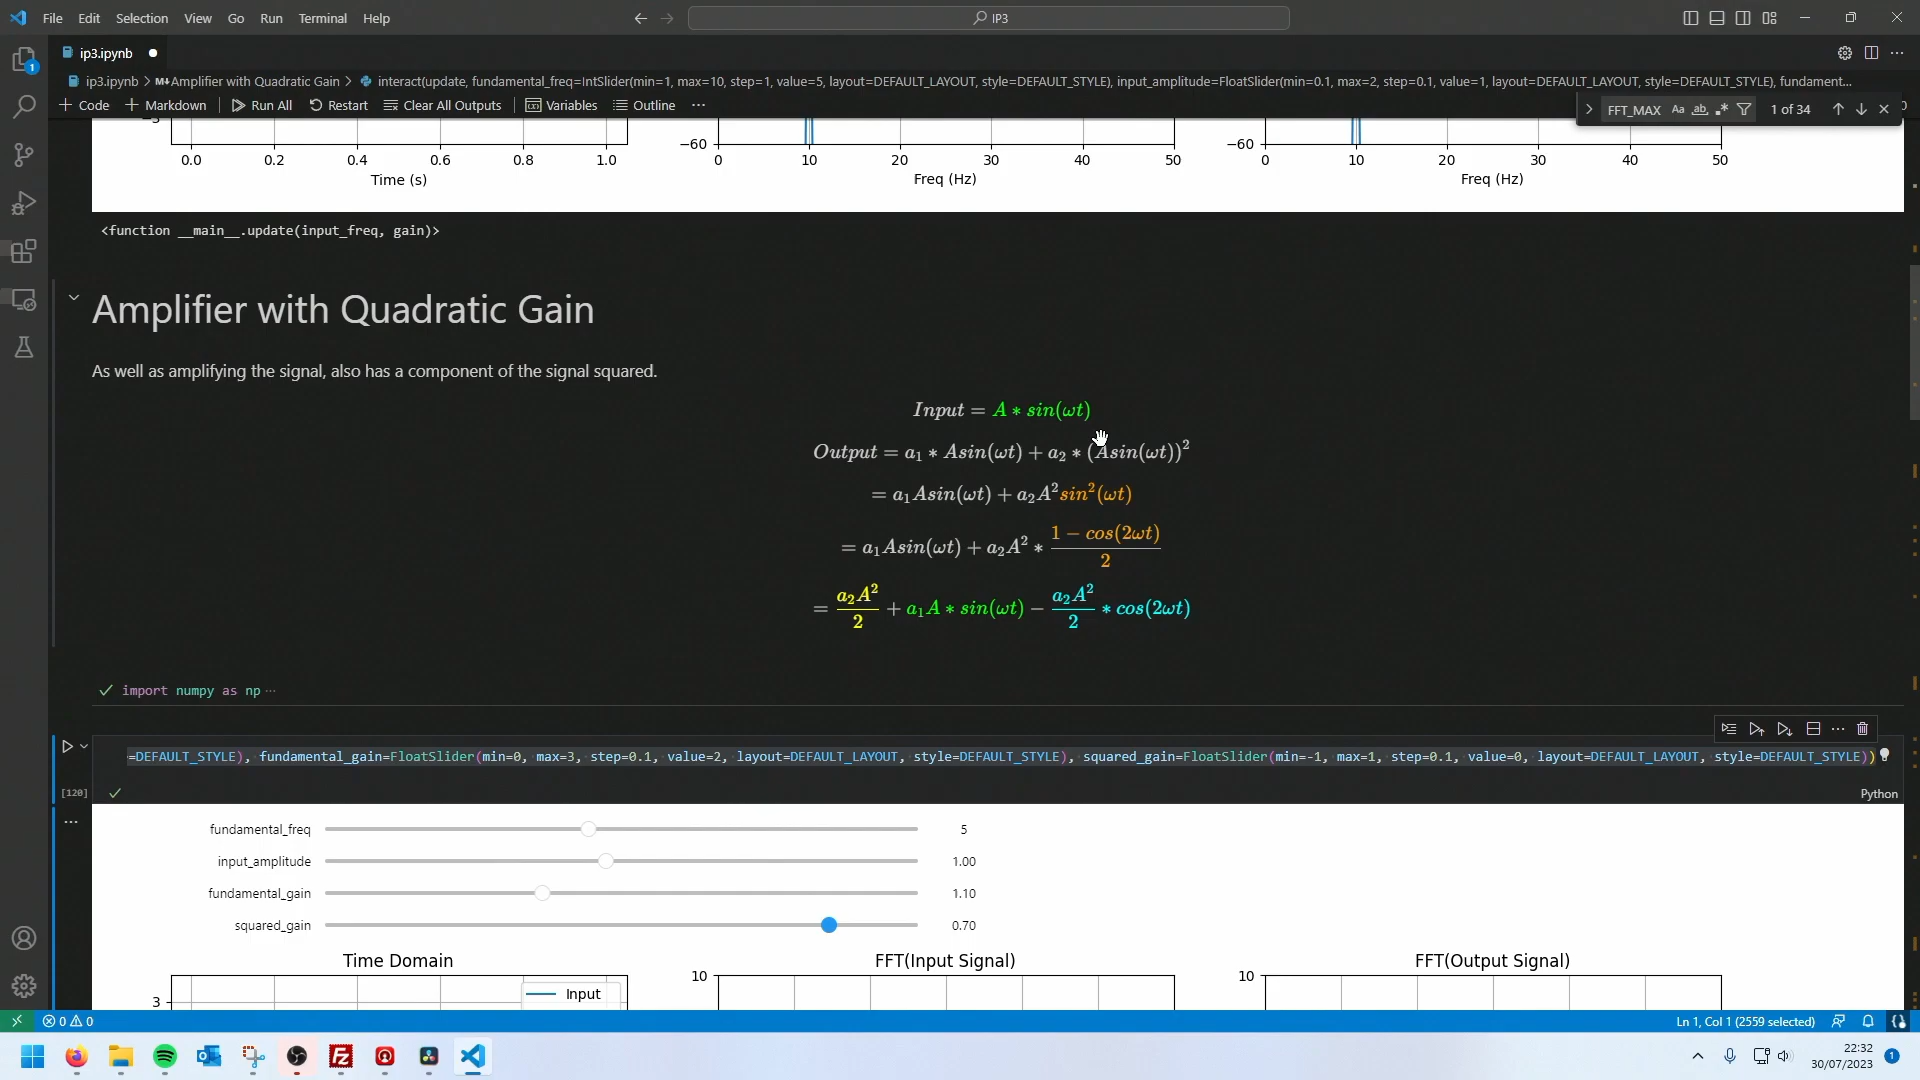 File Edit Selection View Go Run Terminal Help
IP3
ip3.ipynb
ip3.ipynb > M↓Amplifier with Quadratic Gain > interact(update, fundamental_freq=IntSlider(min=1, max=10, step=1, value=5, layout=DEFAULT_LAYOUT, style=DEFAULT_STYLE), input_amplitude=FloatSlider(min=0.1, max=2, step=0.1, value=1, layout=DEFAULT_LAYOUT, style=DEFAULT_STYLE), fundament...
+ Code + Markdown Run All Restart Clear All Outputs Variables Outline ...
FFT_MAX Aa ab .* 1 of 34
−60 −60
0.0 0.2 0.4 0.6 0.8 1.0 0 10 20 30 40 50 0 10 20 30 40 50
Time (s) Freq (Hz) Freq (Hz)
<function __main__.update(input_freq, gain)>
Amplifier with Quadratic Gain
As well as amplifying the signal, also has a component of the signal squared.
Input = A ∗ sin(ωt)
Output = a₁ ∗ Asin(ωt) + a₂ ∗ (Asin(ωt))²
= a₁Asin(ωt) + a₂A²sin²(ωt)
= a₁Asin(ωt) + a₂A² ∗ (1 − cos(2ωt))/2
= a₂A²/2 + a₁A ∗ sin(ωt) − a₂A²/2 ∗ cos(2ωt)
import numpy as np ...
=DEFAULT_STYLE), fundamental_gain=FloatSlider(min=0, max=3, step=0.1, value=2, layout=DEFAULT_LAYOUT, style=DEFAULT_STYLE), squared_gain=FloatSlider(min=-1, max=1, step=0.1, value=0, layout=DEFAULT_LAYOUT, style=DEFAULT_STYLE))
[120] Python
fundamental_freq 5
input_amplitude 1.00
fundamental_gain 1.10
squared_gain 0.70
Time Domain FFT(Input Signal) FFT(Output Signal)
10 10
3 Input
0 0 Ln 1, Col 1 (2559 selected)
22:32
30/07/2023 1